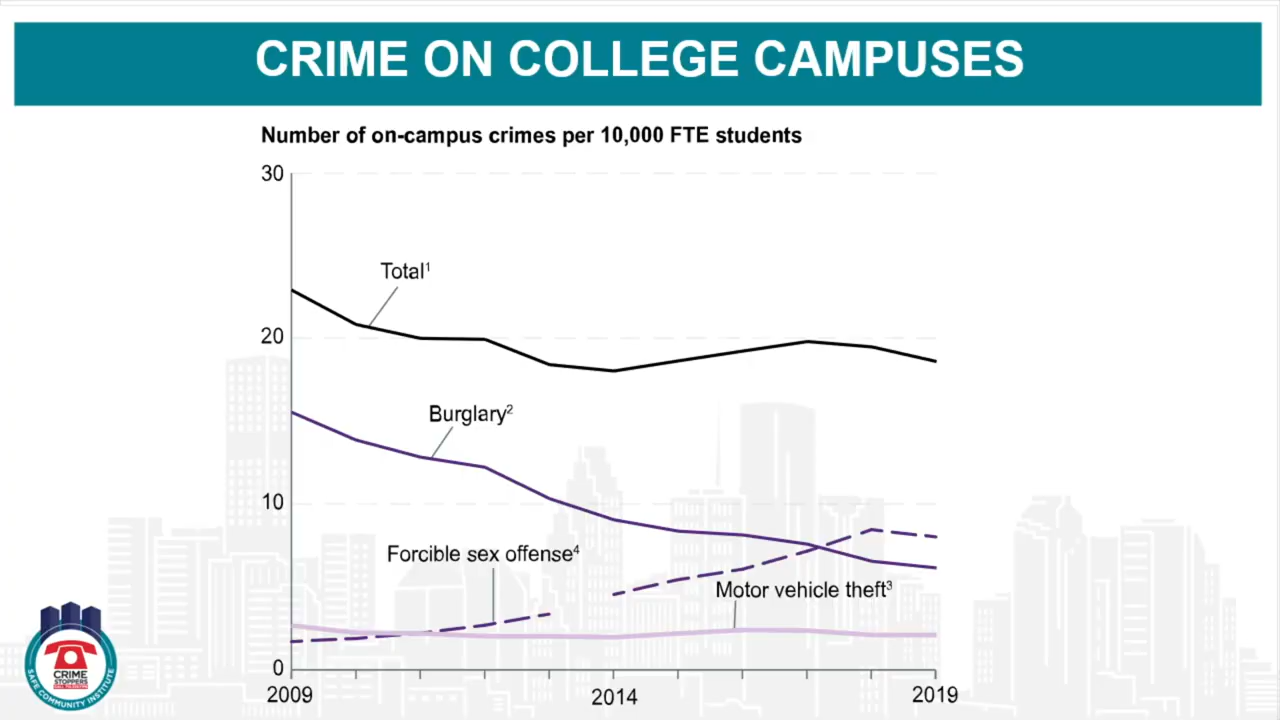 CRIME ON COLLEGE CAMPUSES
Number of on-campus crimes per 10,000 FTE students
30
Total¹
20
Burglary²
10
Forcible sex offense⁴
Motor vehicle theft³
0
2009
2014
2019
CRIME
STOPPERS
SAFE COMMUNITY INSTITUTE